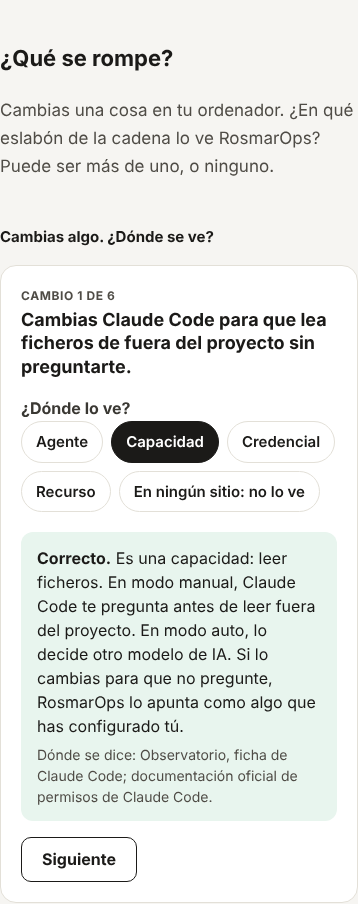 ¿Qué se rompe?
Cambias una cosa en tu ordenador. ¿En qué
eslabón de la cadena lo ve RosmarOps?
Puede ser más de uno, o ninguno.
Cambias algo. ¿Dónde se ve?
CAMBIO 1 DE 6
Cambias Claude Code para que lea
ficheros de fuera del proyecto sin
preguntarte.
¿Dónde lo ve?
Agente
Capacidad
Credencial
Recurso
En ningún sitio: no lo ve
Correcto. Es una capacidad: leer
ficheros. En modo manual, Claude
Code te pregunta antes de leer fuera
del proyecto. En modo auto, lo
decide otro modelo de IA. Si lo
cambias para que no pregunte,
RosmarOps lo apunta como algo que
has configurado tú.
Dónde se dice: Observatorio, ficha de
Claude Code; documentación oficial de
permisos de Claude Code.
Siguiente